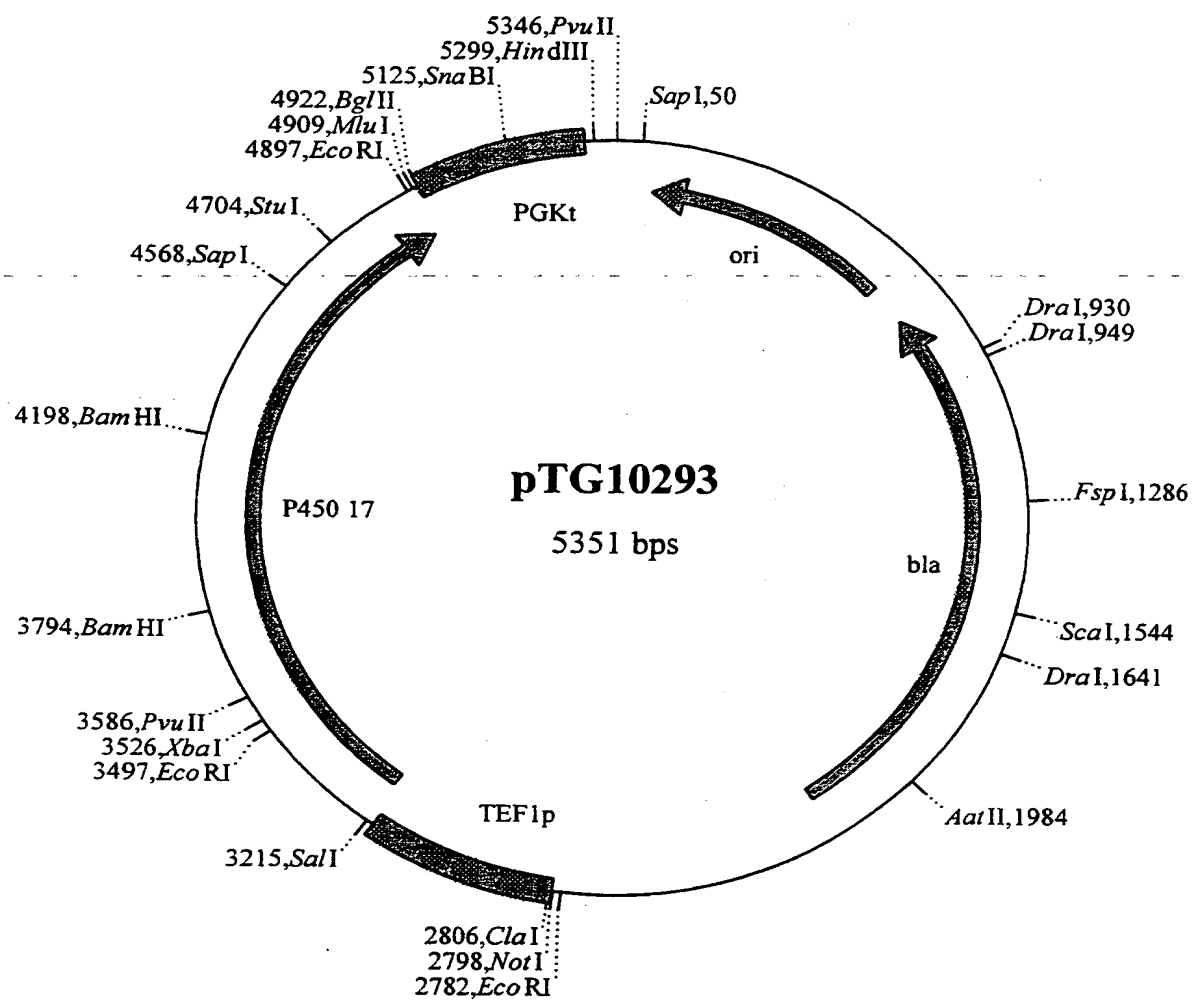 5346,PvuII
5299,HindIII
5125,SnaBI
SapI,50
4922,BglII
4909,MluI
4897,EcoRI
4704,StuI
PGKt
4568,SapI
ori
DraI,930
DraI,949
4198,BamHI
pTG10293
FspI,1286
P450 17
5351 bps
bla
3794,BamHI
ScaI,1544
DraI,1641
3586,PvuII
3526,XbaI
3497,EcoRI
TEF1p
AatII,1984
3215,SalI
2806,ClaI
2798,NotI
2782,EcoRI